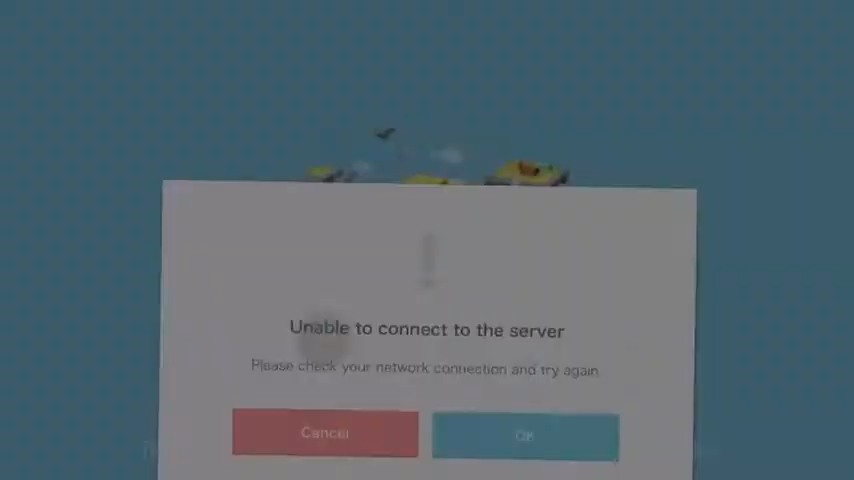 Unable to connect to the server
Please check your network connection and try again
Cancel
OK